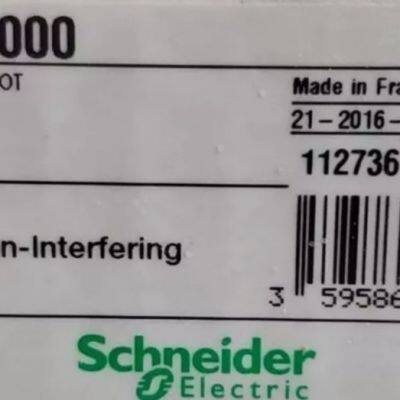 000
OT
Made in Fra
21-2016-
112736
n-Interfering
3 59586
Schneider
Electric